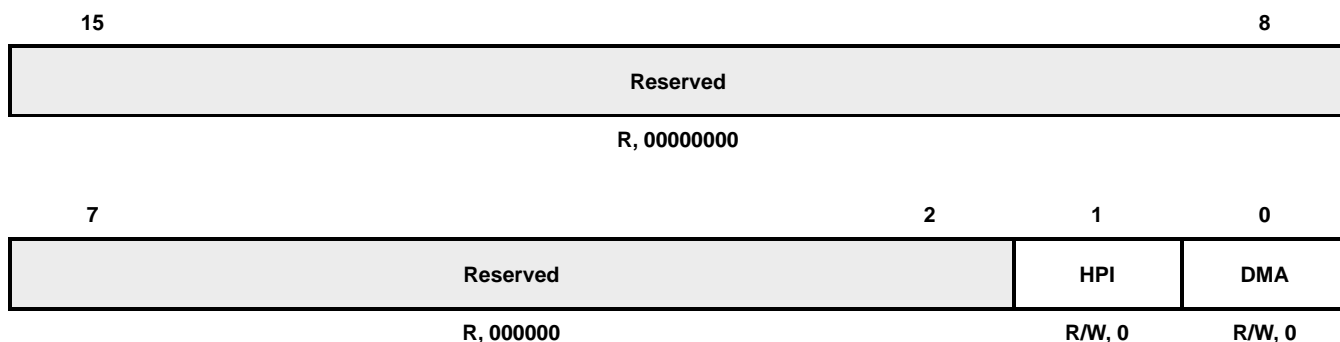 15 8
Reserved
R, 00000000
7 2 1 0
Reserved HPI DMA
R, 000000 R/W, 0 R/W, 0